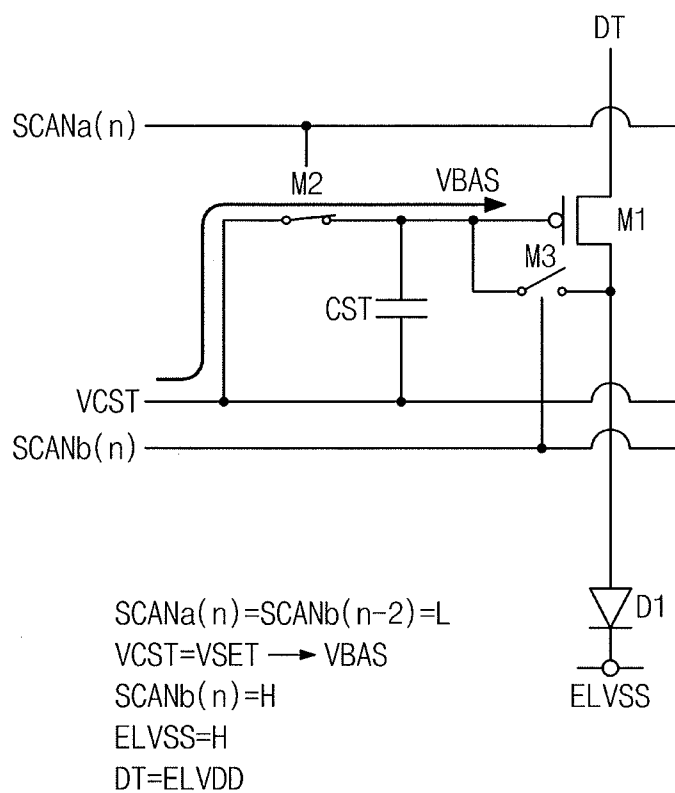 DT
SCANa(n)
M2
VBAS
M1
M3
CST
VCST
SCANb(n)
D1
ELVSS
SCANa(n)=SCANb(n-2)=L
VCST=VSET → VBAS
SCANb(n)=H
ELVSS=H
DT=ELVDD